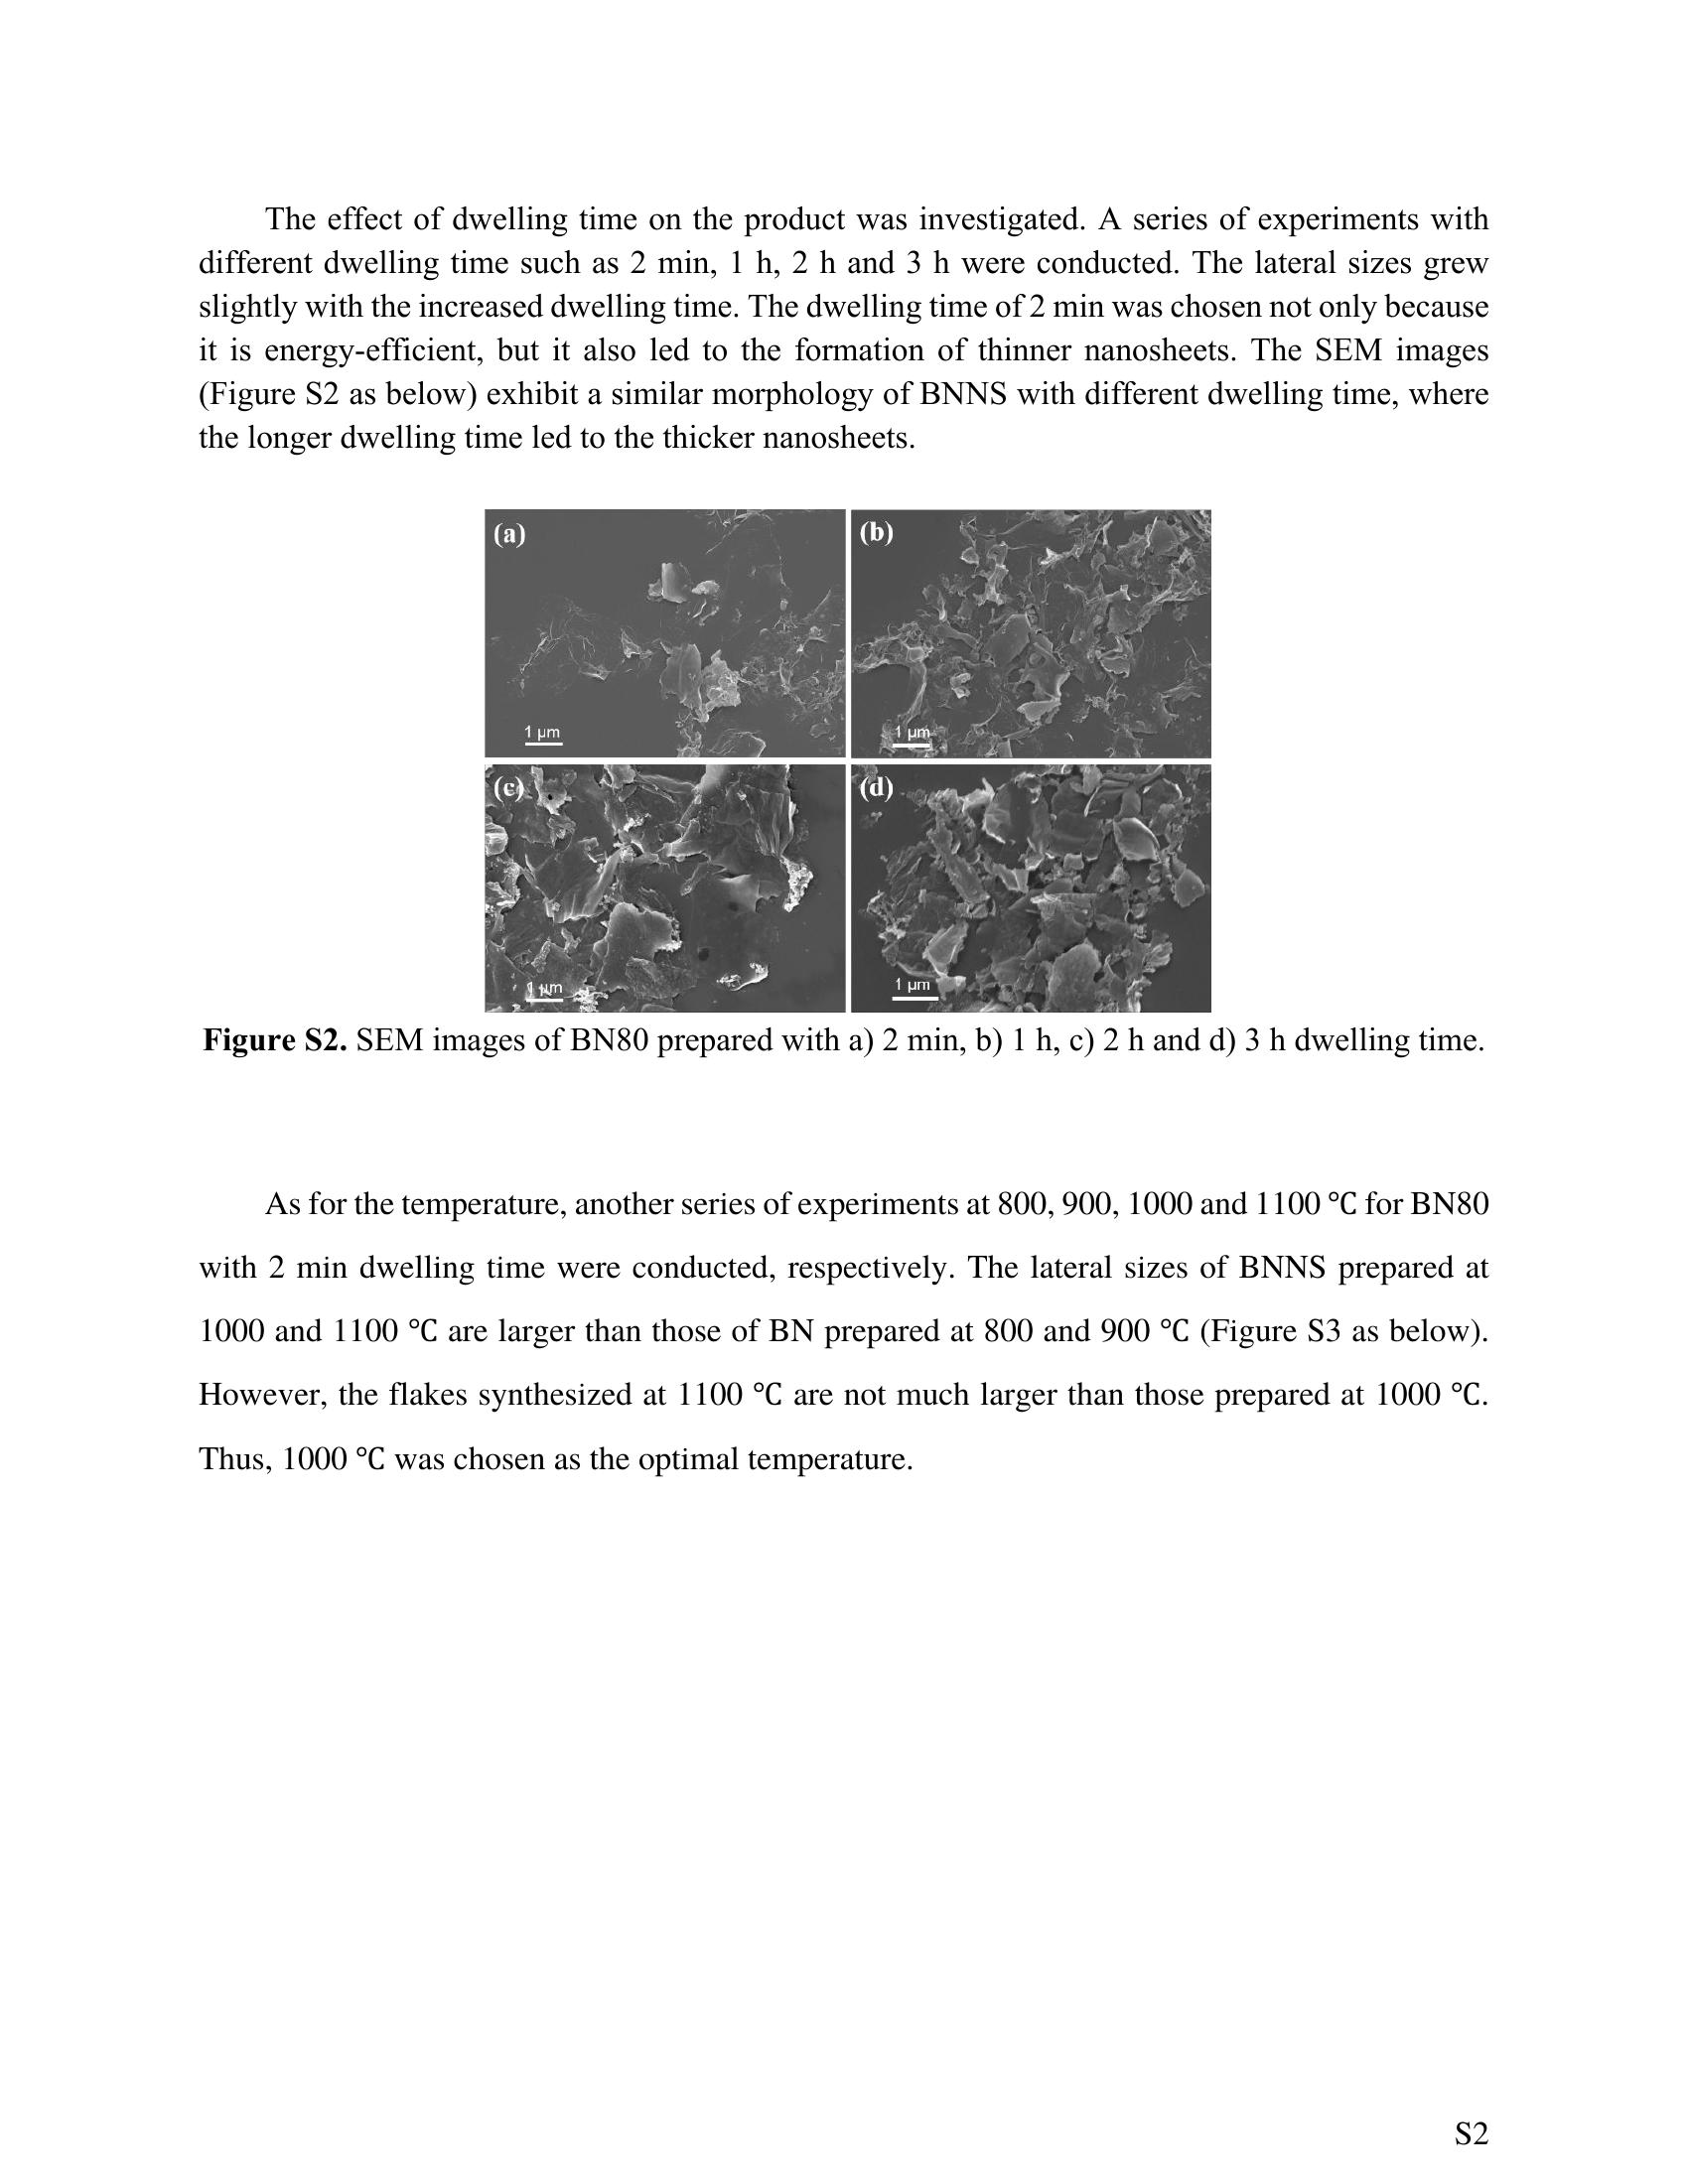 The effect of dwelling time on the product was investigated. A series of experiments with
different dwelling time such as 2 min, 1 h, 2 h and 3 h were conducted. The lateral sizes grew
slightly with the increased dwelling time. The dwelling time of 2 min was chosen not only because
it is energy-efficient, but it also led to the formation of thinner nanosheets. The SEM images
(Figure S2 as below) exhibit a similar morphology of BNNS with different dwelling time, where
the longer dwelling time led to the thicker nanosheets.
(a)
(b)
1 μm
1 μm
(c)
(d)
1 μm
1 μm
Figure S2. SEM images of BN80 prepared with a) 2 min, b) 1 h, c) 2 h and d) 3 h dwelling time.
As for the temperature, another series of experiments at 800, 900, 1000 and 1100 ℃ for BN80
with 2 min dwelling time were conducted, respectively. The lateral sizes of BNNS prepared at
1000 and 1100 ℃ are larger than those of BN prepared at 800 and 900 ℃ (Figure S3 as below).
However, the flakes synthesized at 1100 ℃ are not much larger than those prepared at 1000 ℃.
Thus, 1000 ℃ was chosen as the optimal temperature.
S2